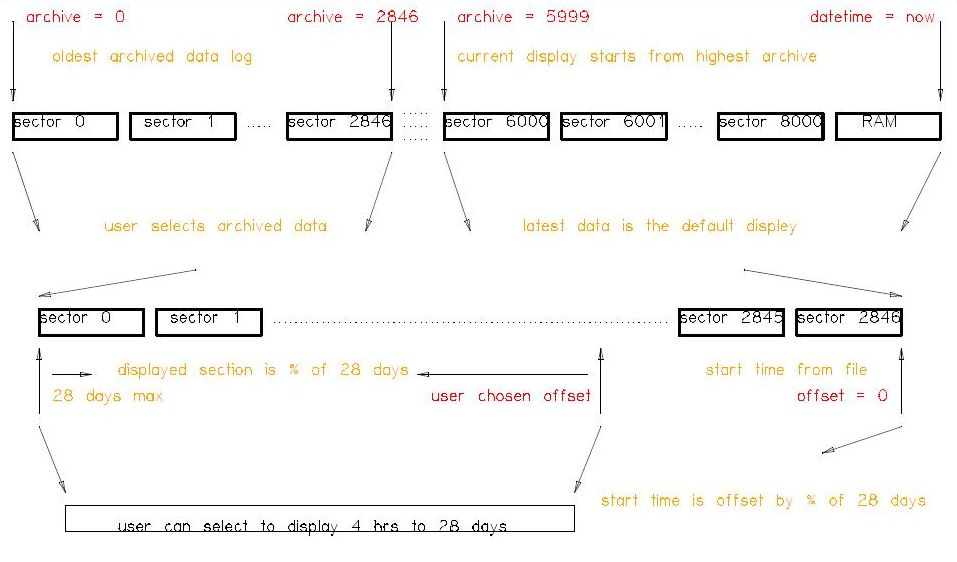 archive = 0 archive = 2846 archive = 5999 datetime = now
oldest archived data log current display starts from highest archive
sector 0 sector 1 ..... sector 2846 ..... sector 6000 sector 6001 ..... sector 8000 RAM
user selects archived data latest data is the default displey
sector 0 sector 1 sector 2845 sector 2846
displayed section is % of 28 days start time from file
28 days max user chosen offset offset = 0
start time is offset by % of 28 days
user can select to display 4 hrs to 28 days